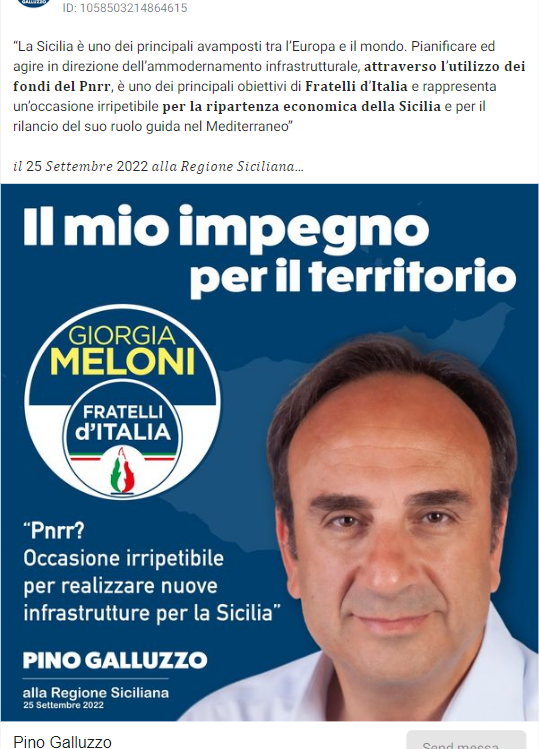 GALLUZZO
ID: 1058503214864615
“La Sicilia è uno dei principali avamposti tra l’Europa e il mondo. Pianificare ed
agire in direzione dell’ammodernamento infrastrutturale, attraverso l’utilizzo dei
fondi del Pnrr, è uno dei principali obiettivi di Fratelli d’Italia e rappresenta
un’occasione irripetibile per la ripartenza economica della Sicilia e per il
rilancio del suo ruolo guida nel Mediterraneo”
il 25 Settembre 2022 alla Regione Siciliana...
Il mio impegno
per il territorio
GIORGIA
MELONI
FRATELLI
d'ITALIA
“Pnrr?
Occasione irripetibile
per realizzare nuove
infrastrutture per la Sicilia”
PINO GALLUZZO
alla Regione Siciliana
25 Settembre 2022
Pino Galluzzo
Send messa